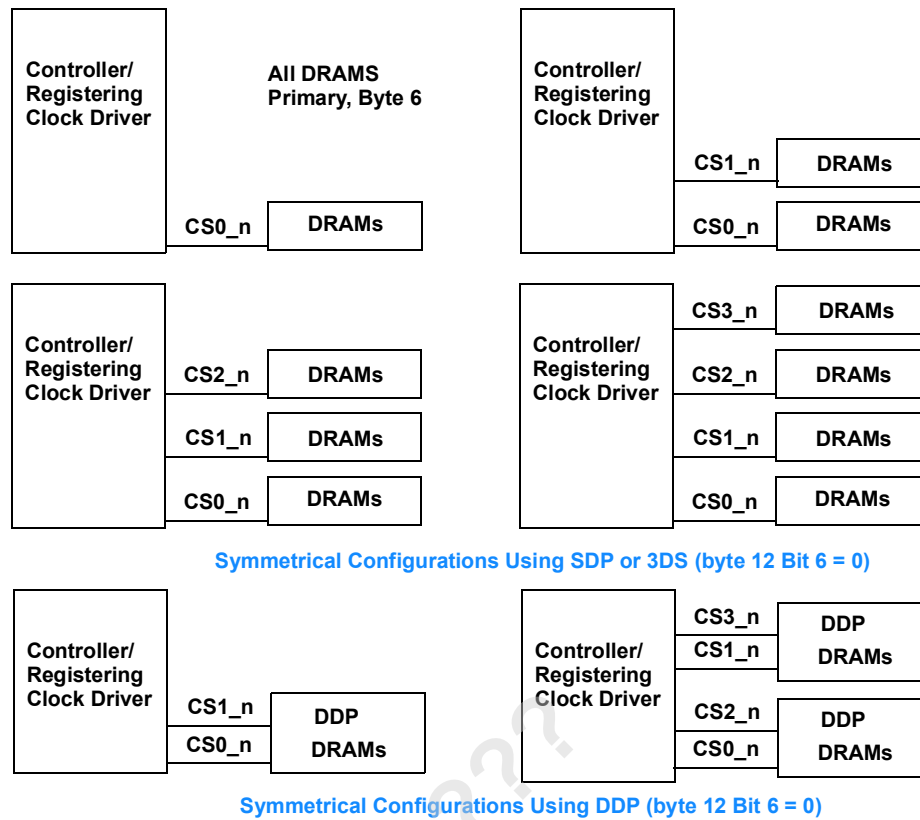 Controller/
Registering
Clock Driver
All DRAMS
Primary, Byte 6
CS0_n
DRAMs
Controller/
Registering
Clock Driver
CS1_n
DRAMs
CS0_n
DRAMs
Controller/
Registering
Clock Driver
CS2_n
DRAMs
CS1_n
DRAMs
CS0_n
DRAMs
Controller/
Registering
Clock Driver
CS3_n
DRAMs
CS2_n
DRAMs
CS1_n
DRAMs
CS0_n
DRAMs
Symmetrical Configurations Using SDP or 3DS (byte 12 Bit 6 = 0)
Controller/
Registering
Clock Driver
CS1_n
CS0_n
DDP
DRAMs
Controller/
Registering
Clock Driver
CS3_n
CS1_n
DDP
DRAMs
CS2_n
CS0_n
DDP
DRAMs
Symmetrical Configurations Using DDP (byte 12 Bit 6 = 0)
???